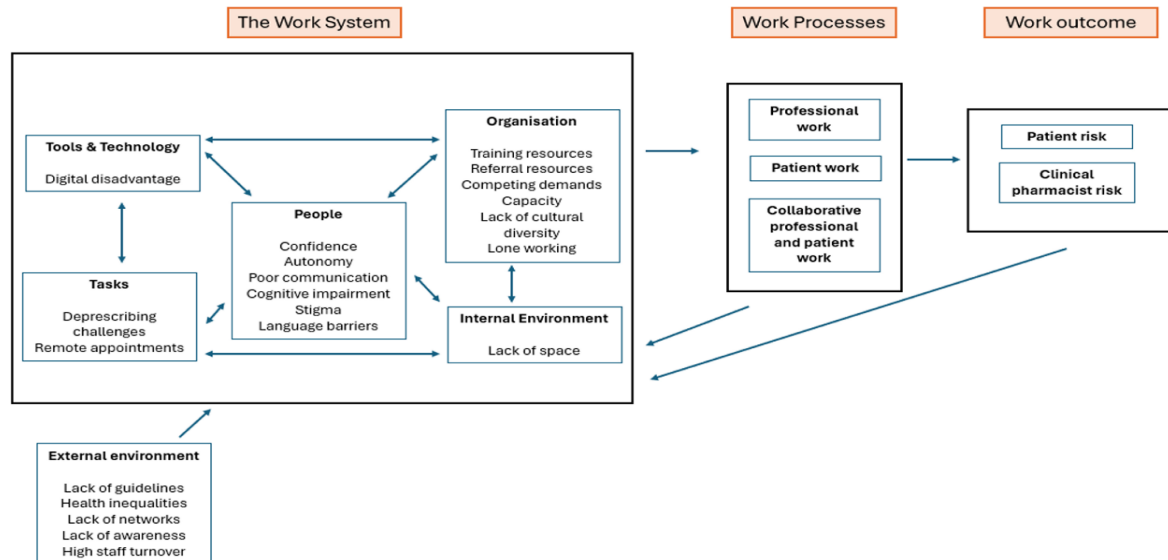 The Work System
Work Processes
Work outcome
Tools & Technology
Digital disadvantage
Tasks
Deprescribing
challenges
Remote appointments
People
Confidence
Autonomy
Poor communication
Cognitive impairment
Stigma
Language barriers
Organisation
Training resources
Referral resources
Competing demands
Capacity
Lack of cultural
diversity
Lone working
Internal Environment
Lack of space
External environment
Lack of guidelines
Health inequalities
Lack of networks
Lack of awareness
High staff turnover
Professional
work
Patient work
Collaborative
professional
and patient
work
Patient risk
Clinical
pharmacist risk